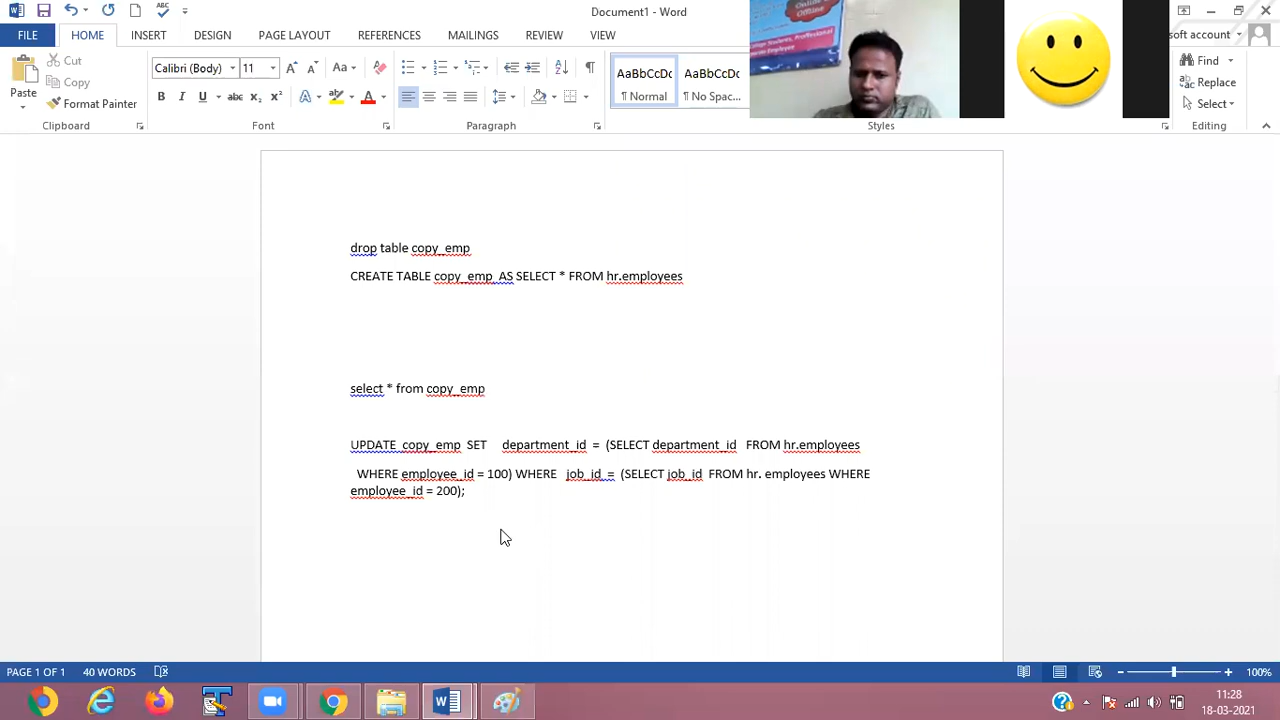 Document1 - Word
FILE
HOME
INSERT
DESIGN
PAGE LAYOUT
REFERENCES
MAILINGS
REVIEW
VIEW
soft account
Paste
Cut
Copy
Format Painter
Clipboard
Calibri (Body)
11
Font
Paragraph
AaBbCcDc
¶ Normal
AaBbCcDc
¶ No Spac...
Styles
Find
Replace
Select
Editing
Online
Offline
drop table copy_emp
CREATE TABLE copy_emp AS SELECT * FROM hr.employees
select * from copy_emp
UPDATE copy_emp SET department_id = (SELECT department_id FROM hr.employees
WHERE employee_id = 100) WHERE job_id = (SELECT job_id FROM hr. employees WHERE
employee_id = 200);
PAGE 1 OF 1
40 WORDS
100%
11:28
18-03-2021